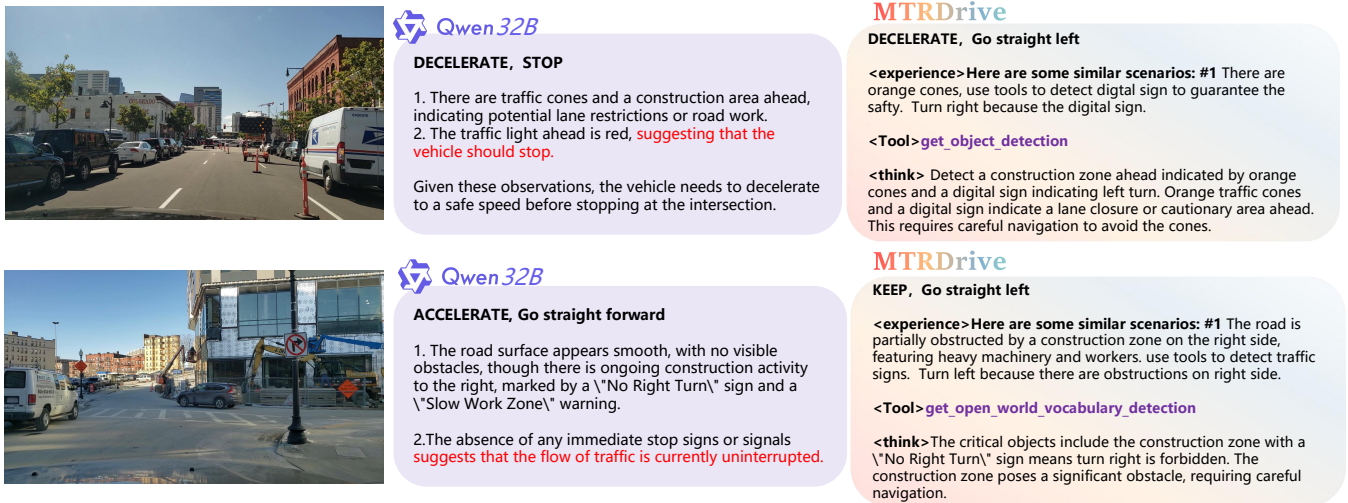 Qwen 32B
DECELERATE, STOP
1. There are traffic cones and a construction area ahead,
indicating potential lane restrictions or road work.
2. The traffic light ahead is red, suggesting that the
vehicle should stop.
Given these observations, the vehicle needs to decelerate
to a safe speed before stopping at the intersection.
MTRDrive
DECELERATE, Go straight left
<experience>Here are some similar scenarios: #1 There are
orange cones, use tools to detect digtal sign to guarantee the
safty. Turn right because the digital sign.
<Tool>get_object_detection
<think> Detect a construction zone ahead indicated by orange
cones and a digital sign indicating left turn. Orange traffic cones
and a digital sign indicate a lane closure or cautionary area ahead.
This requires careful navigation to avoid the cones.
Qwen 32B
ACCELERATE, Go straight forward
1. The road surface appears smooth, with no visible
obstacles, though there is ongoing construction activity
to the right, marked by a \"No Right Turn\" sign and a
\"Slow Work Zone\" warning.
2.The absence of any immediate stop signs or signals
suggests that the flow of traffic is currently uninterrupted.
MTRDrive
KEEP, Go straight left
<experience>Here are some similar scenarios: #1 The road is
partially obstructed by a construction zone on the right side,
featuring heavy machinery and workers. use tools to detect traffic
signs. Turn left because there are obstructions on right side.
<Tool>get_open_world_vocabulary_detection
<think>The critical objects include the construction zone with a
\"No Right Turn\" sign means turn right is forbidden. The
construction zone poses a significant obstacle, requiring careful
navigation.